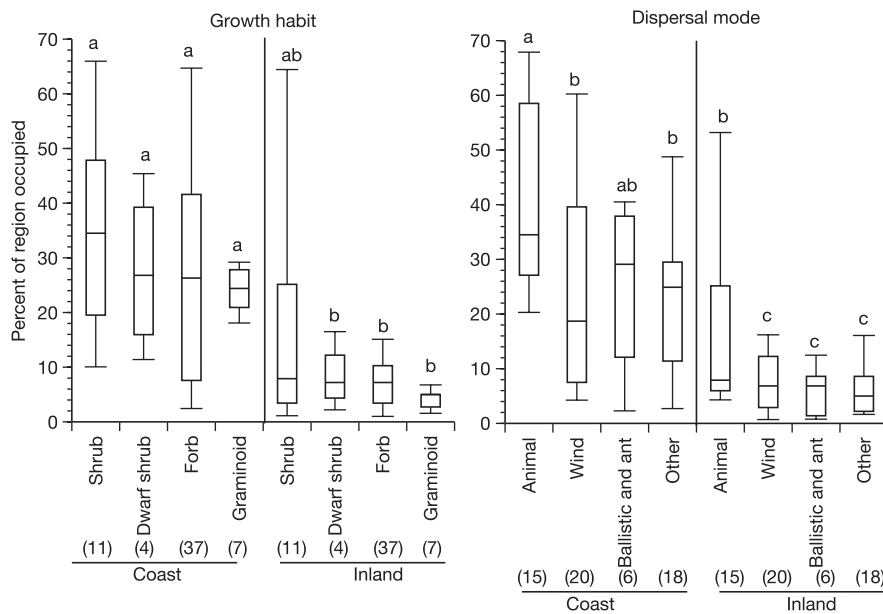 Growth habit
Percent of region occupied
70
60
50
40
30
20
10
0
a
a
a
a
ab
b
b
b
Shrub
Dwarf shrub
Forb
Graminoid
Shrub
Dwarf shrub
Forb
Graminoid
(11) (4) (37) (7) (11) (4) (37) (7)
Coast Inland
Dispersal mode
70
60
50
40
30
20
10
0
a
b
ab
b
b
c
c
c
Animal
Wind
Ballistic and ant
Other
Animal
Wind
Ballistic and ant
Other
(15) (20) (6) (18) (15) (20) (6) (18)
Coast Inland